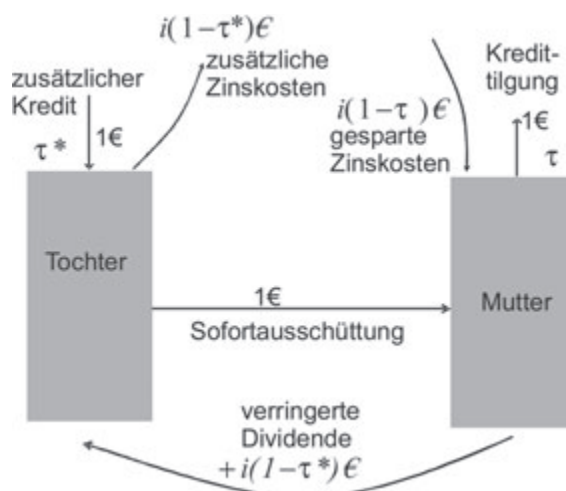 i(1-τ*)€
zusätzliche
Zinskosten
zusätzlicher
Kredit
1€
τ*
i(1-τ )€
gesparte
Zinskosten
Kredit-
tilgung
1€
τ
Tochter
1€
Sofortausschüttung
Mutter
verringerte
Dividende
+i(1-τ*)€